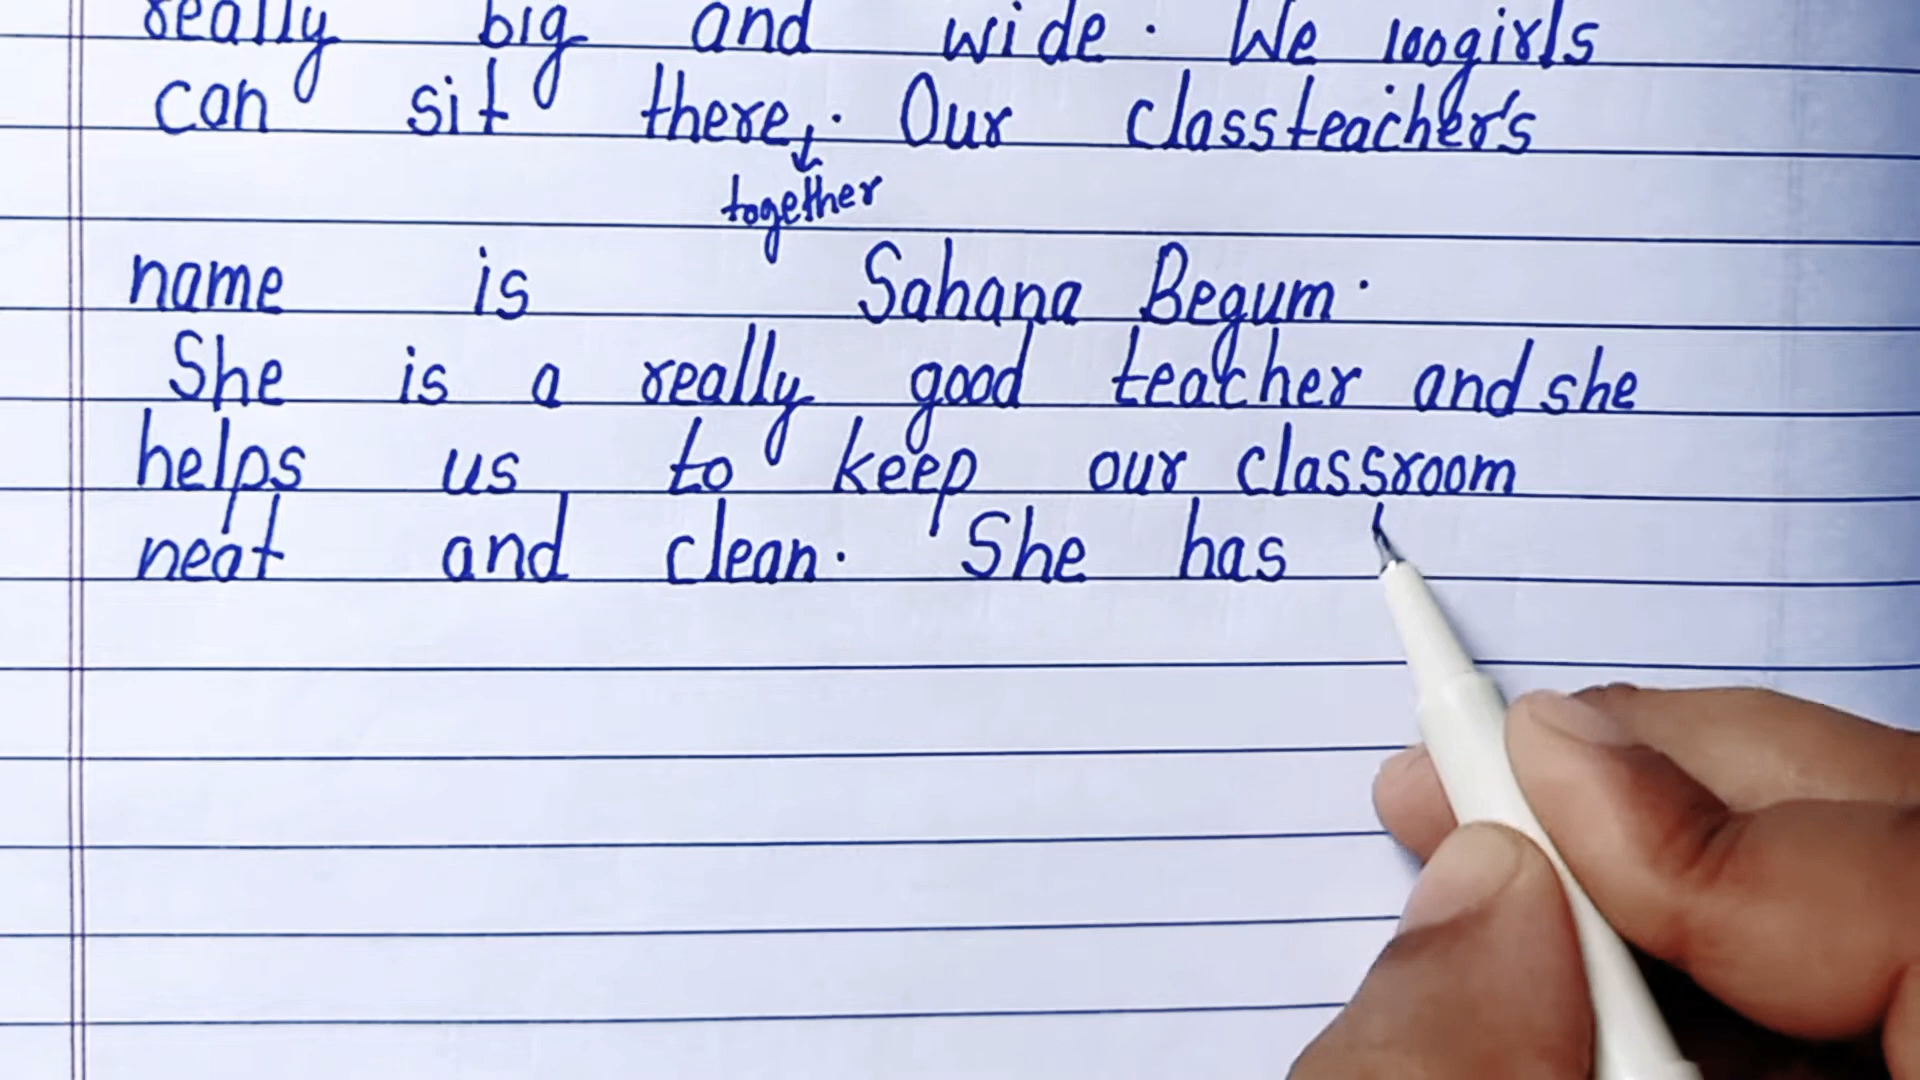 really big and wide. We 100girls
can sit there,. Our classteacher's
together
name is Sahana Begum.
She is a really good teacher and she
helps us to keep our classroom
neat and clean. She has